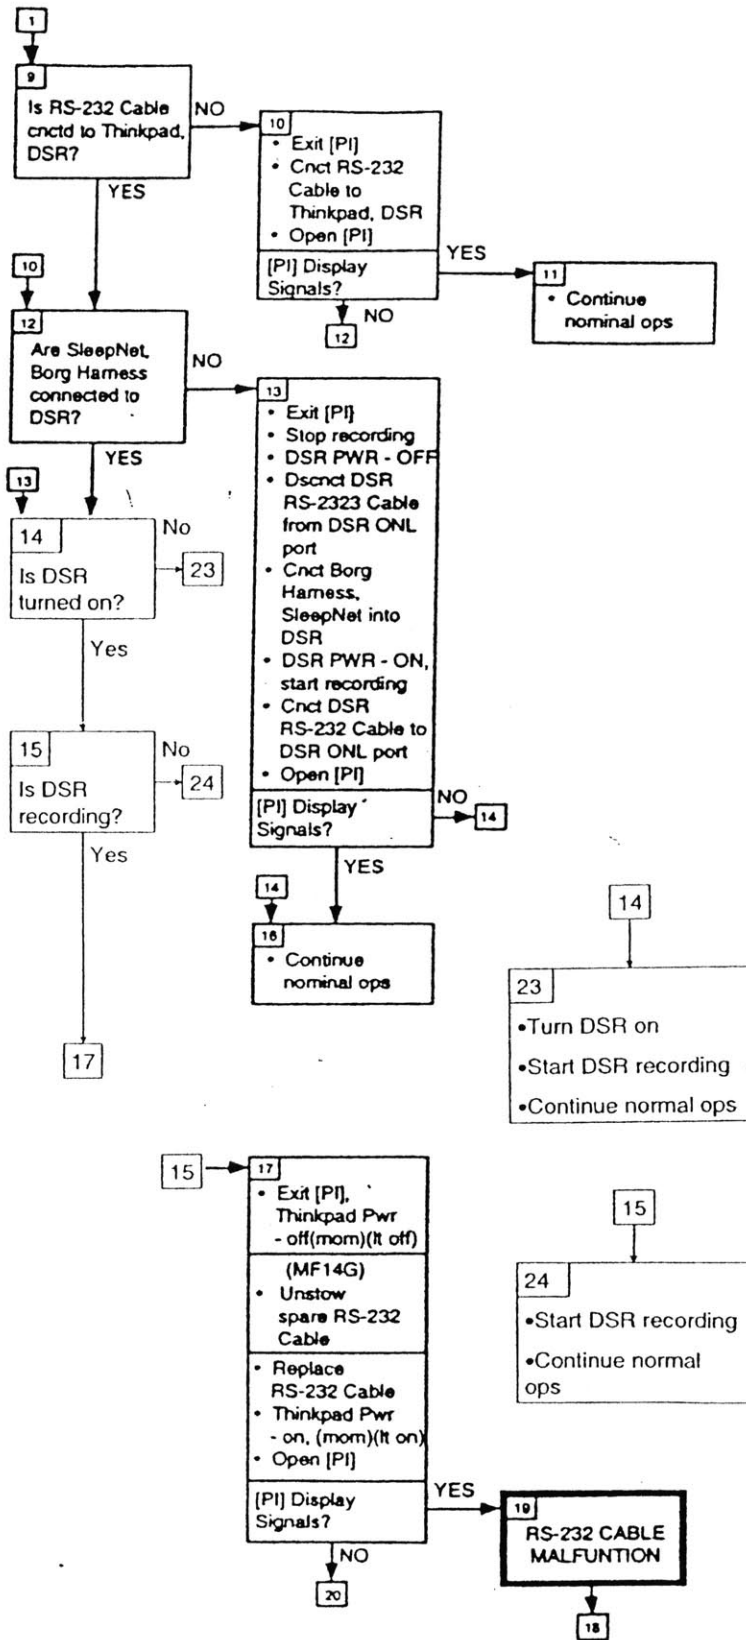 1
9
Is RS-232 Cable
cnctd to Thinkpad,
DSR?
NO
YES
10
• Exit [PI]
• Cnct RS-232
Cable to
Thinkpad, DSR
• Open [PI]
[PI] Display
Signals?
YES
NO
12
11
• Continue
nominal ops
10
12
Are SleepNet,
Borg Harness
connected to
DSR?
NO
YES
13
• Exit [PI]
• Stop recording
• DSR PWR - OFF
• Dscnct DSR
RS-2323 Cable
from DSR ONL
port
• Cnct Borg
Harness,
SleepNet into
DSR
• DSR PWR - ON,
start recording
• Cnct DSR
RS-232 Cable to
DSR ONL port
• Open [PI]
[PI] Display
Signals?
NO
14
YES
13
14
Is DSR
turned on?
No
23
Yes
15
Is DSR
recording?
No
24
Yes
17
14
16
• Continue
nominal ops
14
23
•Turn DSR on
•Start DSR recording
•Continue normal ops
15
17
• Exit [PI],
Thinkpad Pwr
- off(mom)(lt off)
(MF14G)
• Unstow
spare RS-232
Cable
• Replace
RS-232 Cable
• Thinkpad Pwr
- on, (mom)(lt on)
• Open [PI]
[PI] Display
Signals?
YES
NO
20
15
24
•Start DSR recording
•Continue normal
ops
19
RS-232 CABLE
MALFUNTION
18